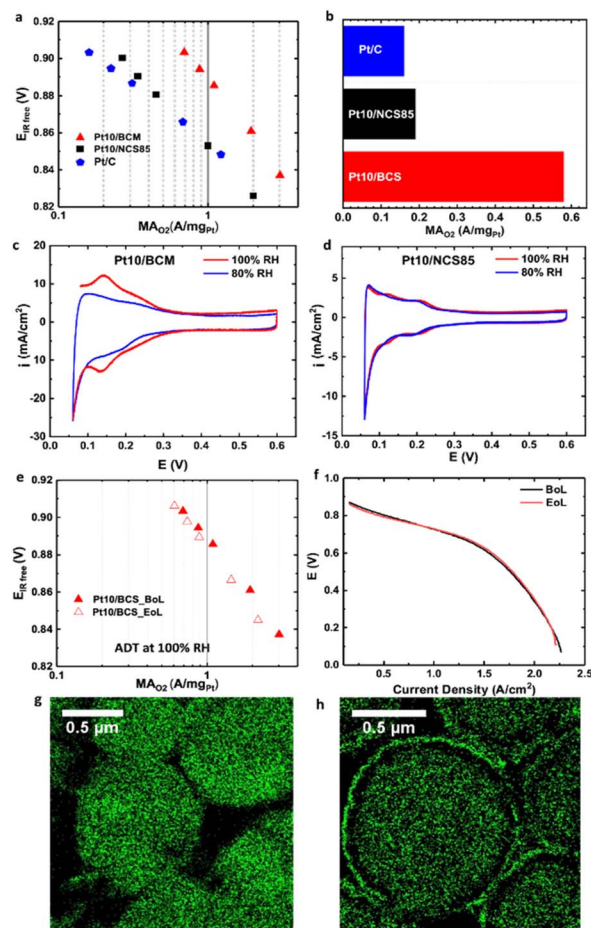 a
0.92
0.90
0.88
0.86
0.84
0.82
E_IR free (V)
Pt10/BCM
Pt10/NCS85
Pt/C
0.1
1
MA_O2 (A/mg_Pt)
b
Pt/C
Pt10/NCS85
Pt10/BCS
0.0 0.1 0.2 0.3 0.4 0.5 0.6
MA_O2 (A/mg_Pt)
c
Pt10/BCM
100% RH
80% RH
20
10
0
10
-20
-30
i (mA/cm²)
0.0 0.1 0.2 0.3 0.4 0.5 0.6
E (V)
d
Pt10/NCS85
100% RH
80% RH
10
5
0
-5
-10
-15
i (mA/cm²)
0.0 0.1 0.2 0.3 0.4 0.5 0.6
E (V)
e
0.92
0.90
0.88
0.86
0.84
0.82
E_IR free (V)
Pt10/BCS_BoL
Pt10/BCS_EoL
ADT at 100% RH
0.1
1
MA_O2 (A/mg_Pt)
f
BoL
EoL
1.0
0.8
0.6
0.4
0.2
0.0
E (V)
0.5 1.0 1.5 2.0 2.5
Current Density (A/cm²)
g
0.5 µm
h
0.5 µm